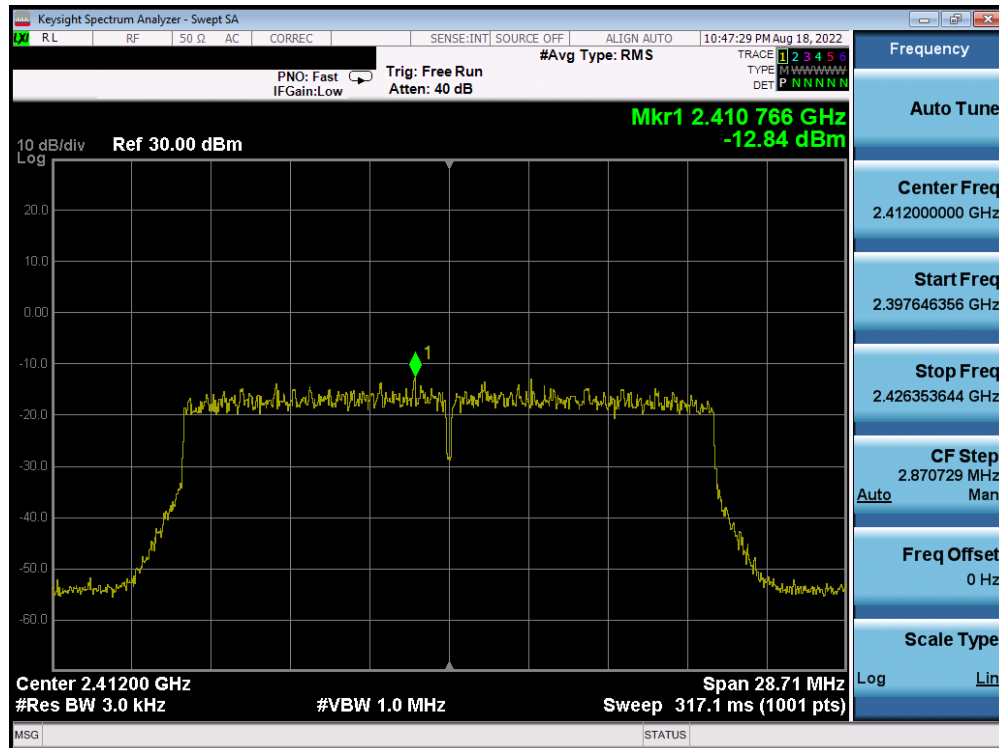 Keysight Spectrum Analyzer - Swept SA
LXI RL RF 50 Ω AC CORREC SENSE:INT SOURCE OFF ALIGN AUTO 10:47:29 PM Aug 18, 2022
#Avg Type: RMS TRACE 1 2 3 4 5 6
PNO: Fast Trig: Free Run TYPE M W W W W W
IFGain:Low Atten: 40 dB DET P N N N N N
Mkr1 2.410 766 GHz
10 dB/div Ref 30.00 dBm -12.84 dBm
Log
20.0
10.0
0.00
1
-10.0
-20.0
-30.0
-40.0
-50.0
-60.0
Center 2.41200 GHz Span 28.71 MHz
#Res BW 3.0 kHz #VBW 1.0 MHz Sweep 317.1 ms (1001 pts)
MSG STATUS
Frequency
Auto Tune
Center Freq
2.412000000 GHz
Start Freq
2.397646356 GHz
Stop Freq
2.426353644 GHz
CF Step
2.870729 MHz
Auto Man
Freq Offset
0 Hz
Scale Type
Log Lin